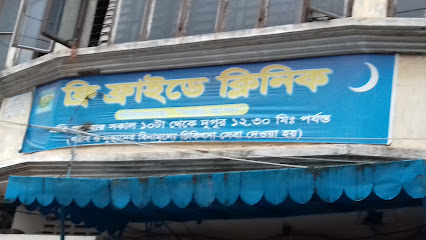 ফ্রি ফ্রাইডে ক্লিনিক
সকাল ১০টা থেকে দুপুর ১২.৩০ মিঃ পর্যন্ত
বিনামূল্যে চিকিৎসা সেবা দেওয়া হয়)